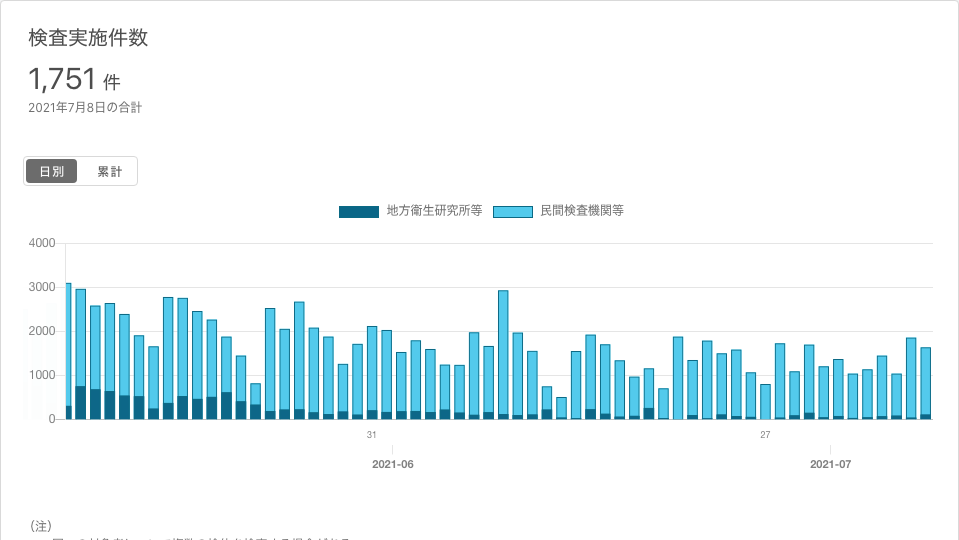 検査実施件数
1,751 件
2021年7月8日の合計
日別 累計
地方衛生研究所等 民間検査機関等
4000
3000
2000
1000
0
31 27
2021-06 2021-07
（注）